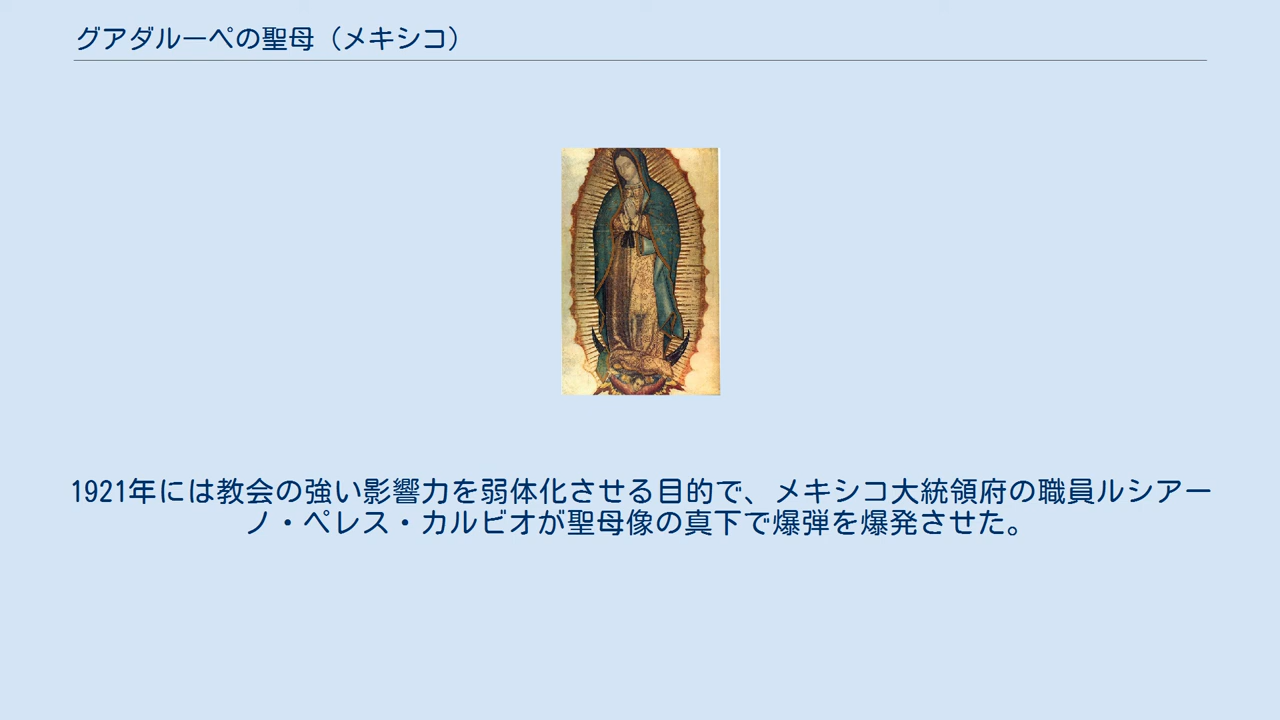 グアダルーペの聖母（メキシコ）
1921年には教会の強い影響力を弱体化させる目的で、メキシコ大統領府の職員ルシアー
ノ・ペレス・カルビオが聖母像の真下で爆弾を爆発させた。